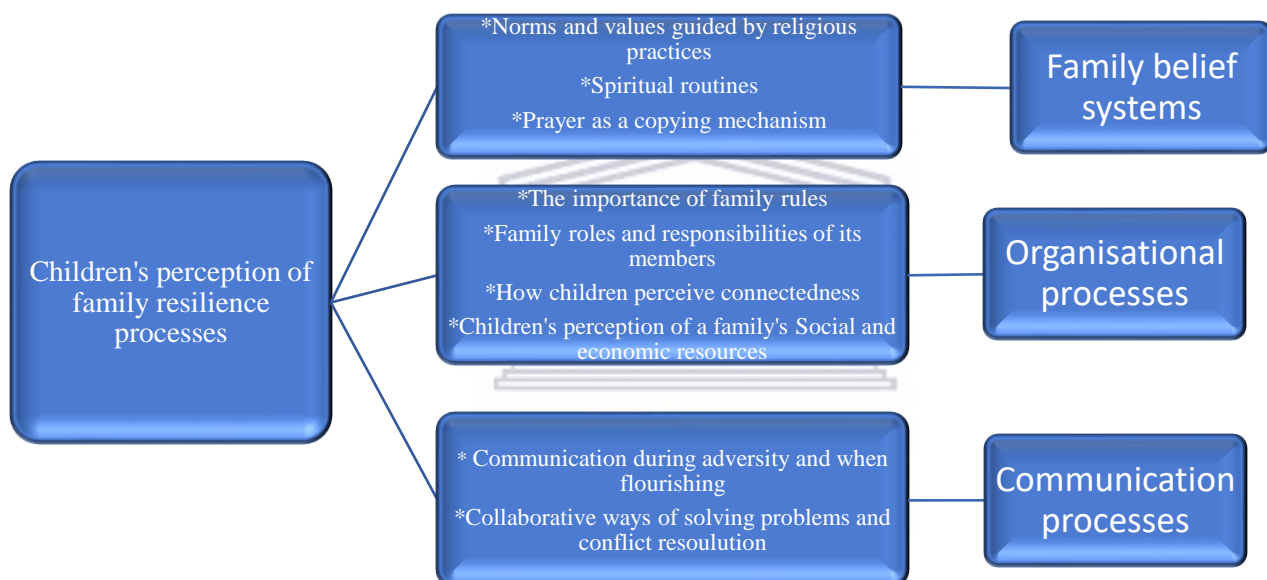 Children's perception of
family resilience
processes
*Norms and values guided by religious
practices
*Spiritual routines
*Prayer as a copying mechanism
Family belief
systems
*The importance of family rules
*Family roles and responsibilities of its
members
*How children perceive connectedness
*Children's perception of a family's Social and
economic resources
Organisational
processes
* Communication during adversity and when
flourishing
*Collaborative ways of solving problems and
conflict resoulution
Communication
processes